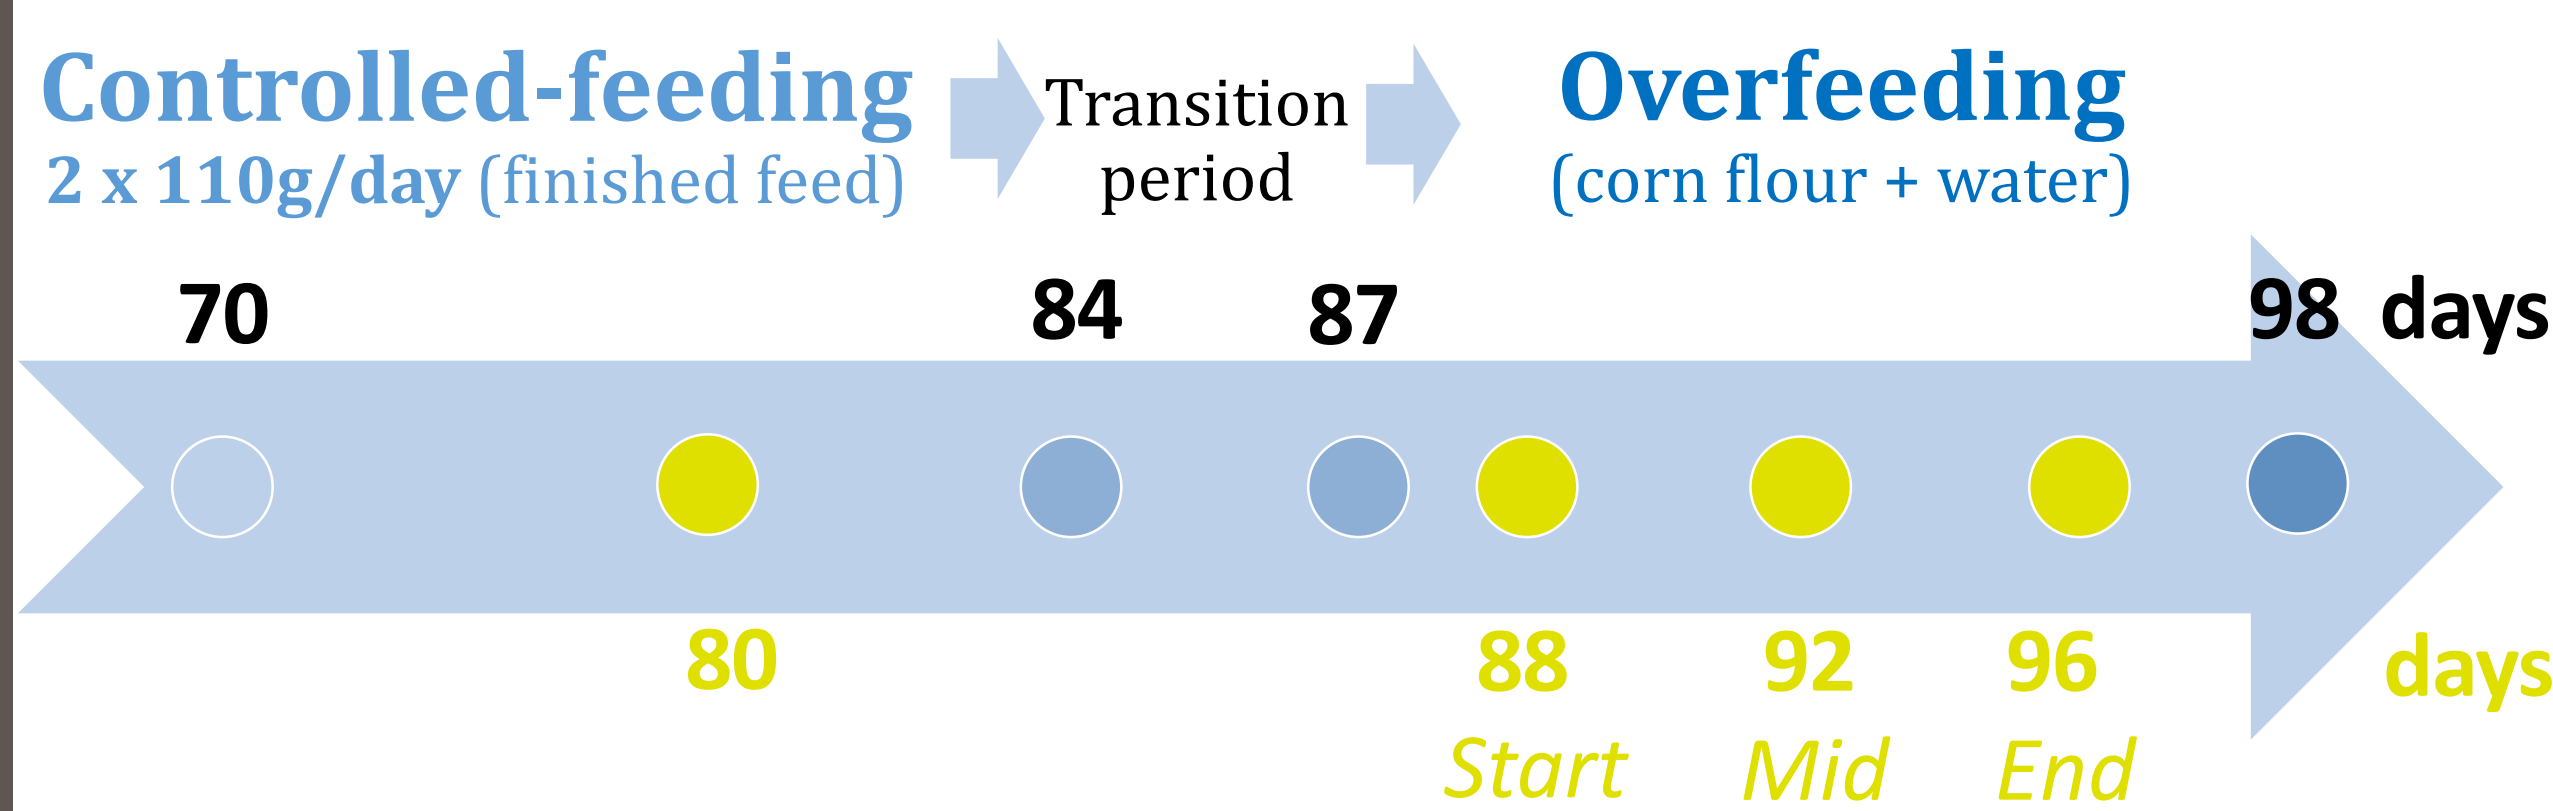 Controlled-feeding
2 x 110g/day (finished feed)
Transition
period
Overfeeding
(corn flour + water)
70 84 87 98 days
80 88 92 96 days
Start Mid End